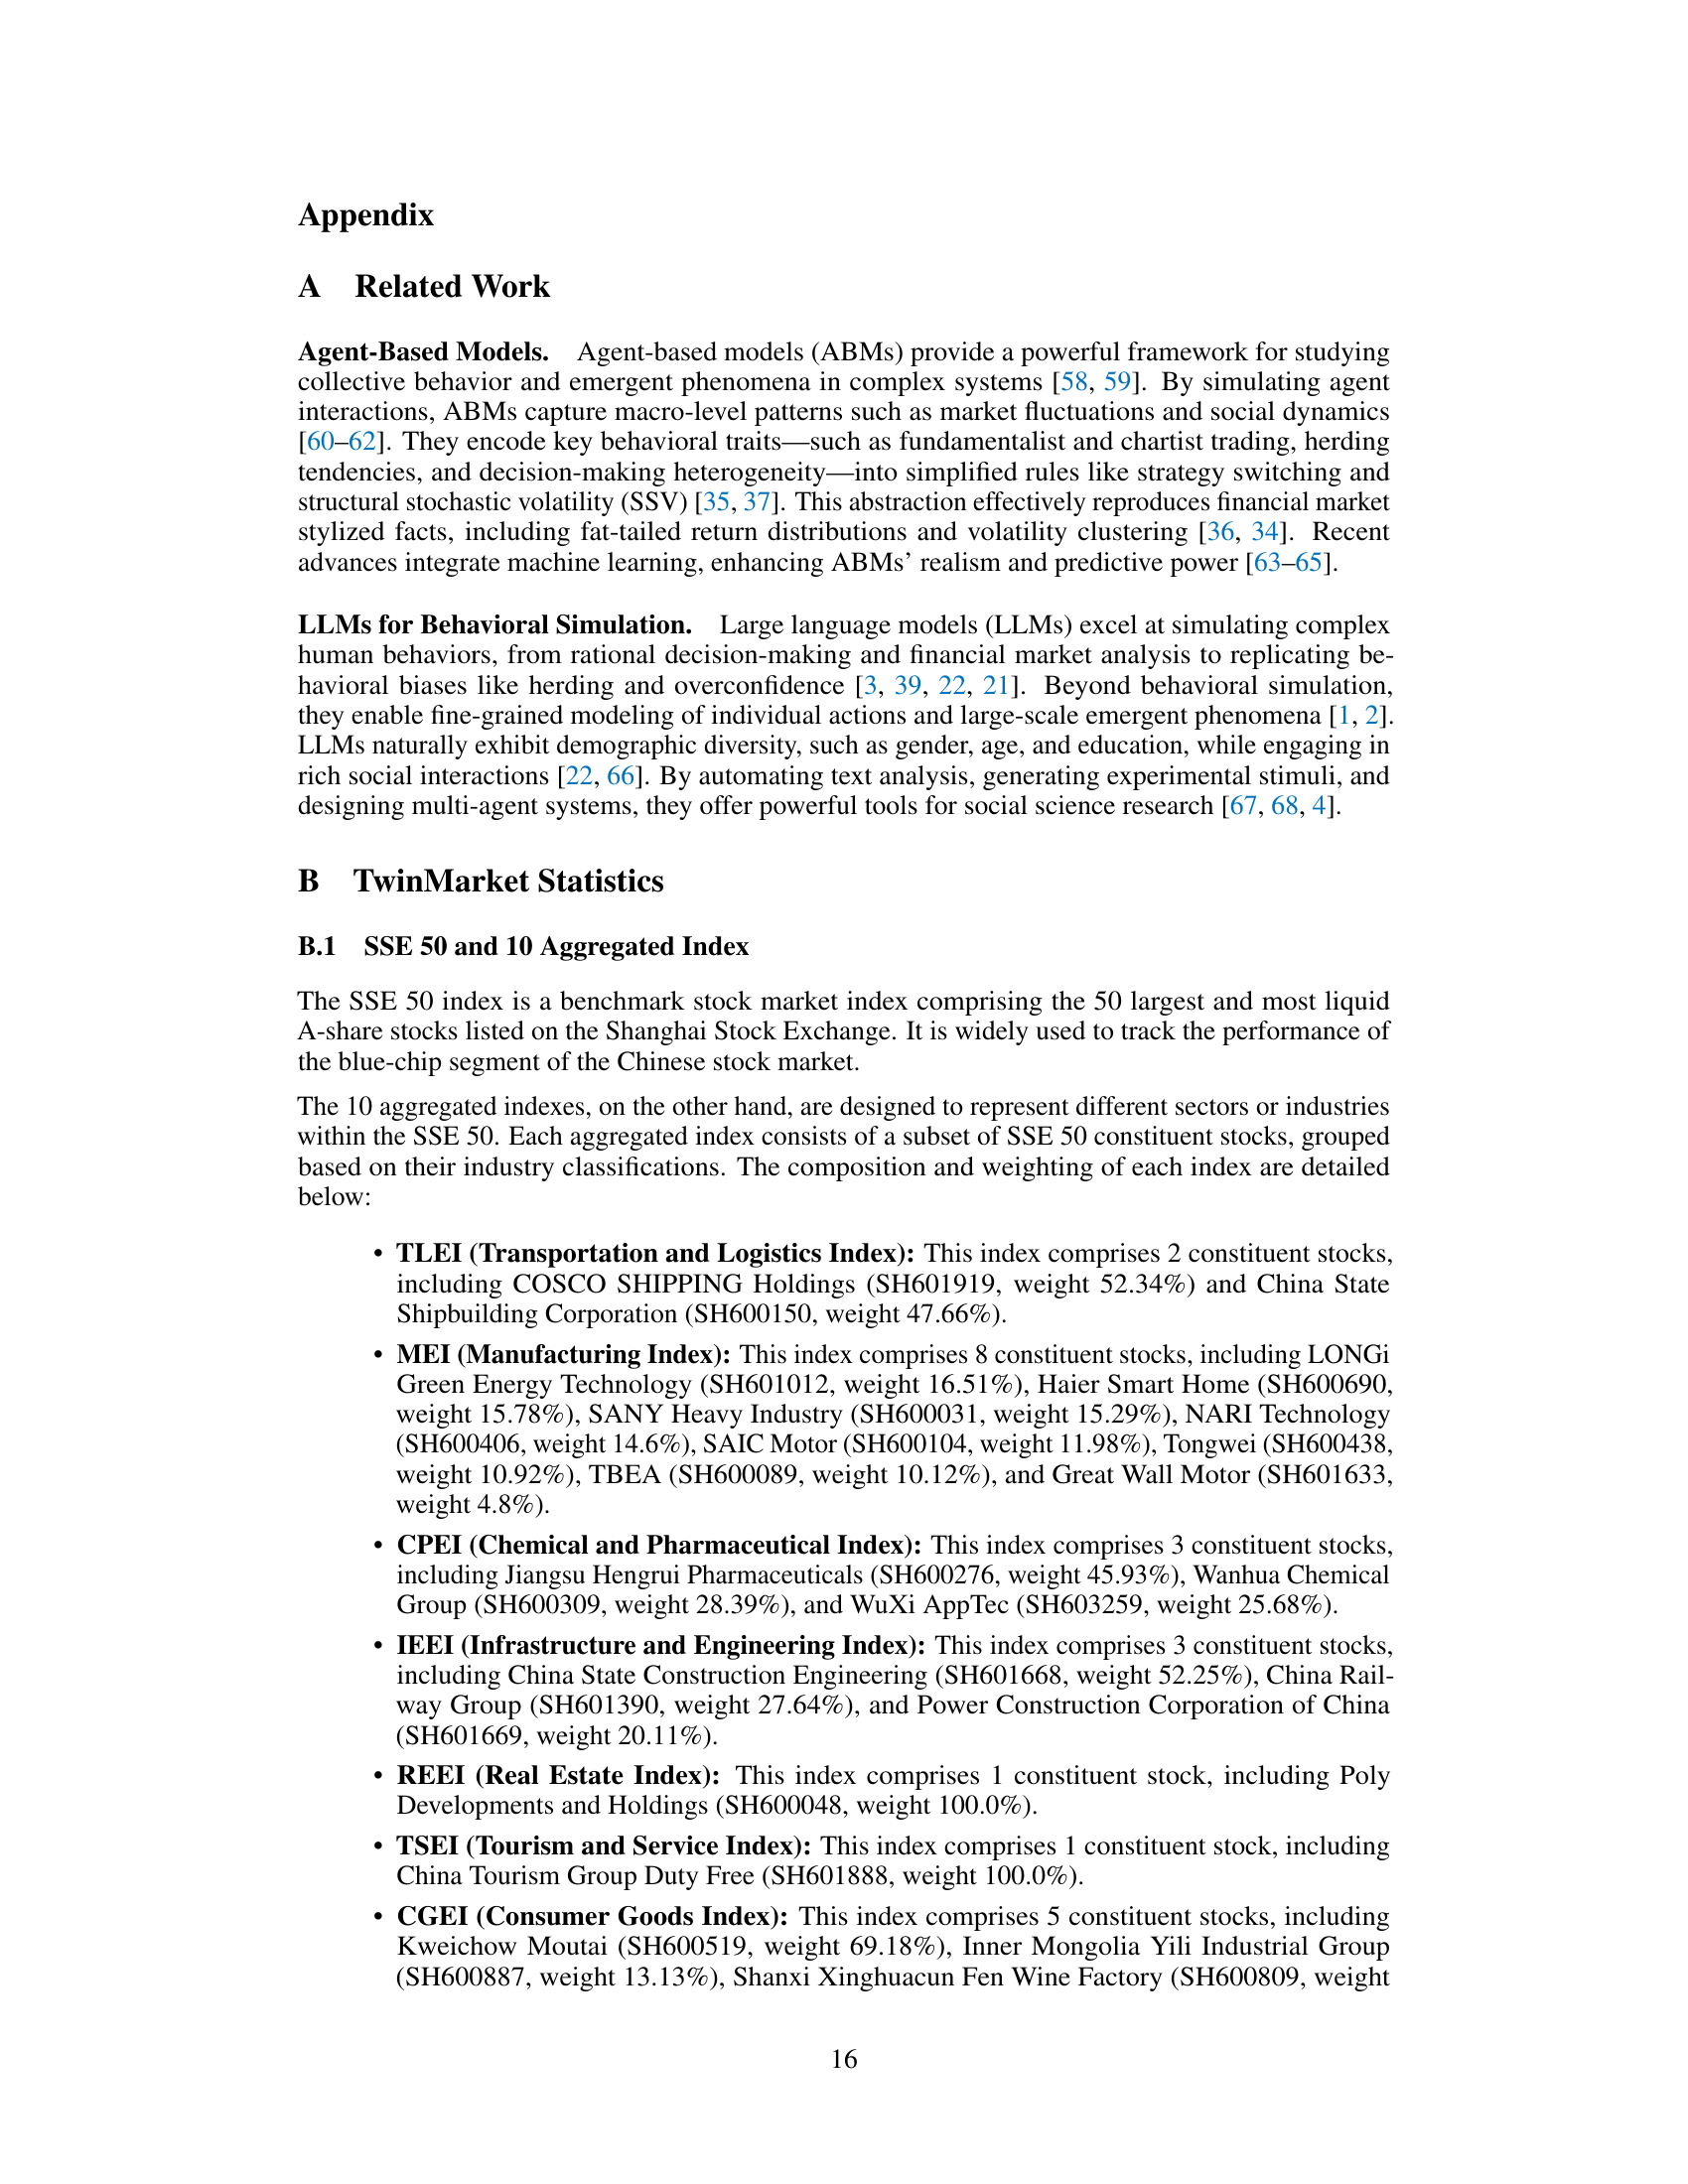 Appendix
A Related Work
Agent-Based Models. Agent-based models (ABMs) provide a powerful framework for studying
collective behavior and emergent phenomena in complex systems [58, 59]. By simulating agent
interactions, ABMs capture macro-level patterns such as market fluctuations and social dynamics
[60–62]. They encode key behavioral traits—such as fundamentalist and chartist trading, herding
tendencies, and decision-making heterogeneity—into simplified rules like strategy switching and
structural stochastic volatility (SSV) [35, 37]. This abstraction effectively reproduces financial market
stylized facts, including fat-tailed return distributions and volatility clustering [36, 34]. Recent
advances integrate machine learning, enhancing ABMs’ realism and predictive power [63–65].
LLMs for Behavioral Simulation. Large language models (LLMs) excel at simulating complex
human behaviors, from rational decision-making and financial market analysis to replicating be-
havioral biases like herding and overconfidence [3, 39, 22, 21]. Beyond behavioral simulation,
they enable fine-grained modeling of individual actions and large-scale emergent phenomena [1, 2].
LLMs naturally exhibit demographic diversity, such as gender, age, and education, while engaging in
rich social interactions [22, 66]. By automating text analysis, generating experimental stimuli, and
designing multi-agent systems, they offer powerful tools for social science research [67, 68, 4].
B TwinMarket Statistics
B.1 SSE 50 and 10 Aggregated Index
The SSE 50 index is a benchmark stock market index comprising the 50 largest and most liquid
A-share stocks listed on the Shanghai Stock Exchange. It is widely used to track the performance of
the blue-chip segment of the Chinese stock market.
The 10 aggregated indexes, on the other hand, are designed to represent different sectors or industries
within the SSE 50. Each aggregated index consists of a subset of SSE 50 constituent stocks, grouped
based on their industry classifications. The composition and weighting of each index are detailed
below:
• TLEI (Transportation and Logistics Index): This index comprises 2 constituent stocks,
including COSCO SHIPPING Holdings (SH601919, weight 52.34%) and China State
Shipbuilding Corporation (SH600150, weight 47.66%).
• MEI (Manufacturing Index): This index comprises 8 constituent stocks, including LONGi
Green Energy Technology (SH601012, weight 16.51%), Haier Smart Home (SH600690,
weight 15.78%), SANY Heavy Industry (SH600031, weight 15.29%), NARI Technology
(SH600406, weight 14.6%), SAIC Motor (SH600104, weight 11.98%), Tongwei (SH600438,
weight 10.92%), TBEA (SH600089, weight 10.12%), and Great Wall Motor (SH601633,
weight 4.8%).
• CPEI (Chemical and Pharmaceutical Index): This index comprises 3 constituent stocks,
including Jiangsu Hengrui Pharmaceuticals (SH600276, weight 45.93%), Wanhua Chemical
Group (SH600309, weight 28.39%), and WuXi AppTec (SH603259, weight 25.68%).
• IEEI (Infrastructure and Engineering Index): This index comprises 3 constituent stocks,
including China State Construction Engineering (SH601668, weight 52.25%), China Rail-
way Group (SH601390, weight 27.64%), and Power Construction Corporation of China
(SH601669, weight 20.11%).
• REEI (Real Estate Index): This index comprises 1 constituent stock, including Poly
Developments and Holdings (SH600048, weight 100.0%).
• TSEI (Tourism and Service Index): This index comprises 1 constituent stock, including
China Tourism Group Duty Free (SH601888, weight 100.0%).
• CGEI (Consumer Goods Index): This index comprises 5 constituent stocks, including
Kweichow Moutai (SH600519, weight 69.18%), Inner Mongolia Yili Industrial Group
(SH600887, weight 13.13%), Shanxi Xinghuacun Fen Wine Factory (SH600809, weight
16